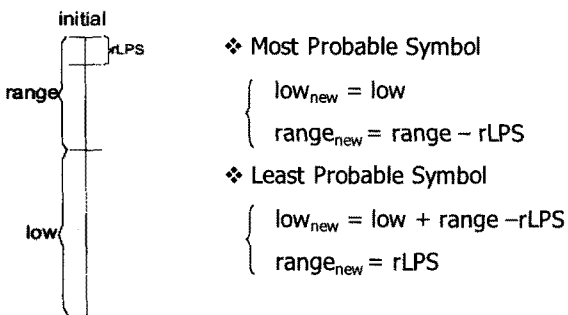 initial
rLPS
range
low
❖ Most Probable Symbol
low_new = low
range_new = range – rLPS
❖ Least Probable Symbol
low_new = low + range –rLPS
range_new = rLPS